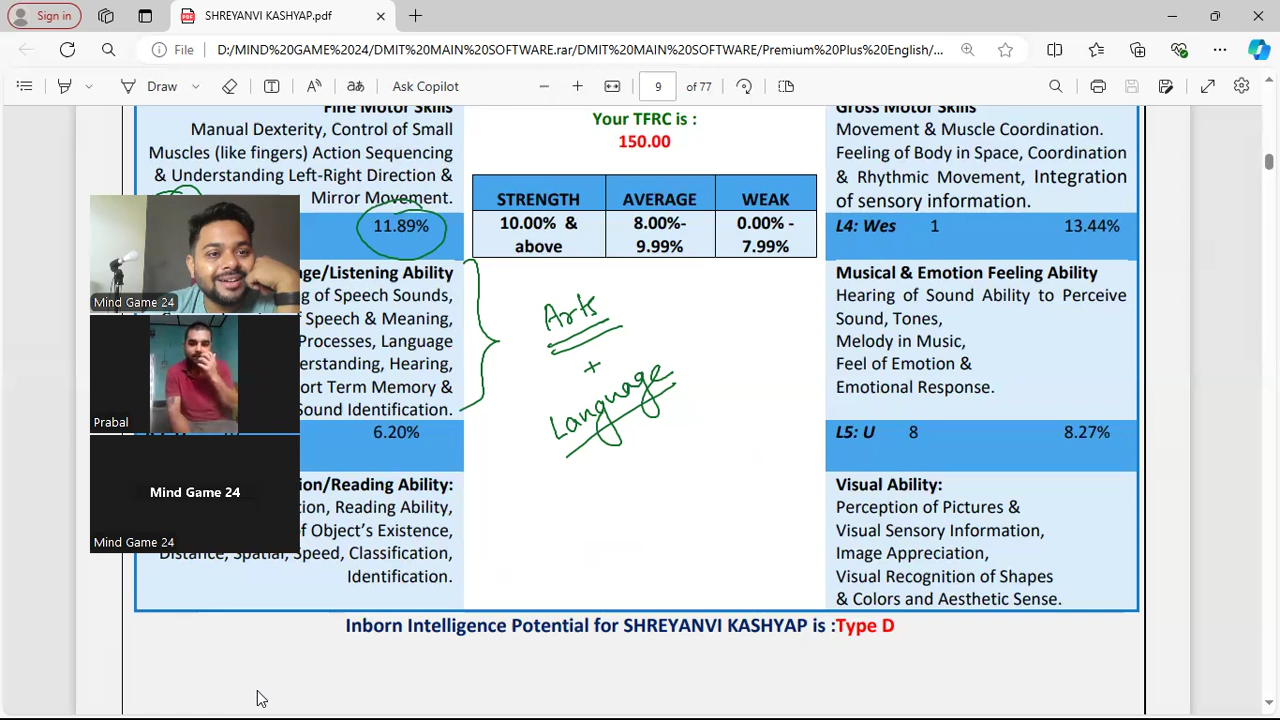 Sign in
SHREYANVI KASHYAP.pdf
File
D:/MIND%20GAME%202024/DMIT%20MAIN%20SOFTWARE.rar/DMIT%20MAIN%20SOFTWARE/Premium%20Plus%20English/...
Draw
Ask Copilot
9 of 77
Fine Motor Skills
Manual Dexterity, Control of Small
Muscles (like fingers) Action Sequencing
& Understanding Left-Right Direction &
Mirror Movement.
11.89%
ge/Listening Ability
g of Speech Sounds,
f Speech & Meaning,
Processes, Language
erstanding, Hearing,
ort Term Memory &
Sound Identification.
6.20%
ion/Reading Ability:
tion, Reading Ability,
f Object's Existence,
Distance, Spatial, Speed, Classification,
Identification.
Mind Game 24
Prabal
Mind Game 24
Mind Game 24
Your TFRC is :
150.00
STRENGTH AVERAGE WEAK
10.00% & above 8.00%-9.99% 0.00% - 7.99%
Arts
+
Language
Gross Motor Skills
Movement & Muscle Coordination.
Feeling of Body in Space, Coordination
& Rhythmic Movement, Integration
of sensory information.
L4: Wes 1 13.44%
Musical & Emotion Feeling Ability
Hearing of Sound Ability to Perceive
Sound, Tones,
Melody in Music,
Feel of Emotion &
Emotional Response.
L5: U 8 8.27%
Visual Ability:
Perception of Pictures &
Visual Sensory Information,
Image Appreciation,
Visual Recognition of Shapes
& Colors and Aesthetic Sense.
Inborn Intelligence Potential for SHREYANVI KASHYAP is :Type D